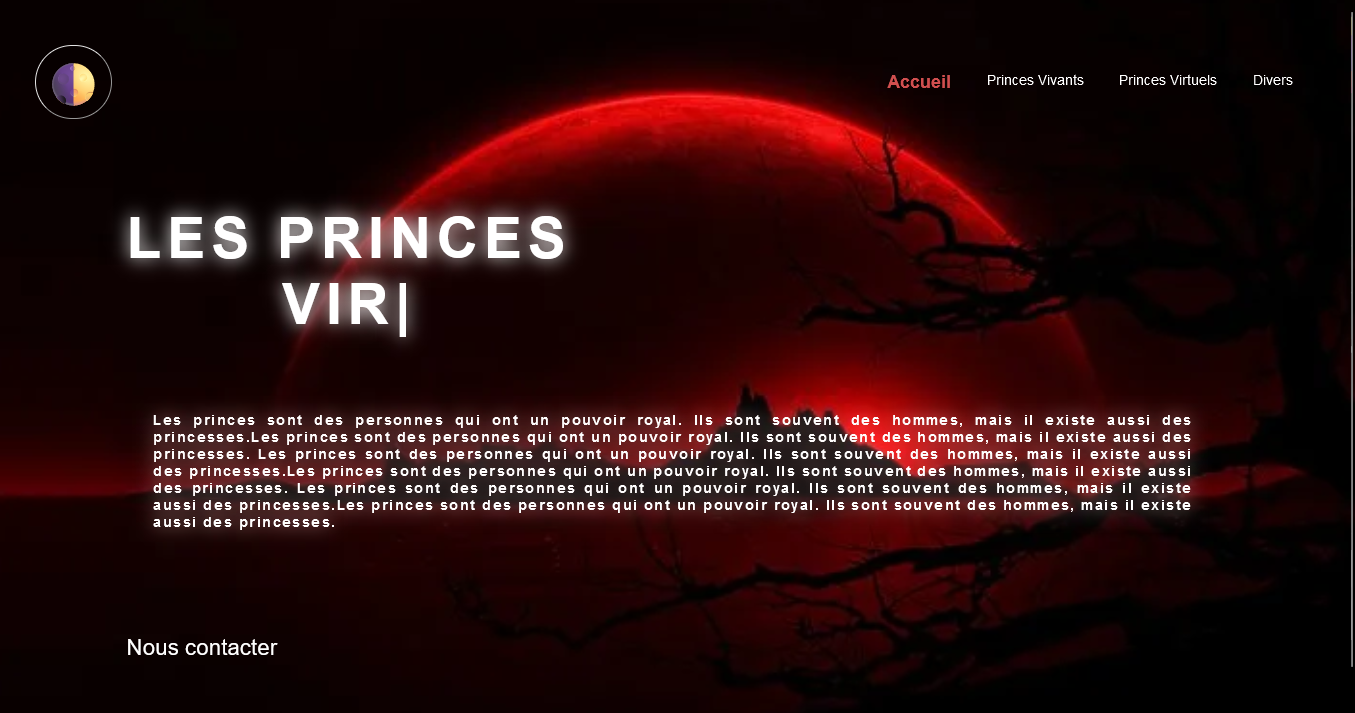 Accueil Princes Vivants Princes Virtuels Divers
LES PRINCES
VIR|
Les princes sont des personnes qui ont un pouvoir royal. Ils sont souvent des hommes, mais il existe aussi des
princesses.Les princes sont des personnes qui ont un pouvoir royal. Ils sont souvent des hommes, mais il existe aussi des
princesses. Les princes sont des personnes qui ont un pouvoir royal. Ils sont souvent des hommes, mais il existe aussi
des princesses.Les princes sont des personnes qui ont un pouvoir royal. Ils sont souvent des hommes, mais il existe aussi
des princesses. Les princes sont des personnes qui ont un pouvoir royal. Ils sont souvent des hommes, mais il existe
aussi des princesses.Les princes sont des personnes qui ont un pouvoir royal. Ils sont souvent des hommes, mais il existe
aussi des princesses.
Nous contacter